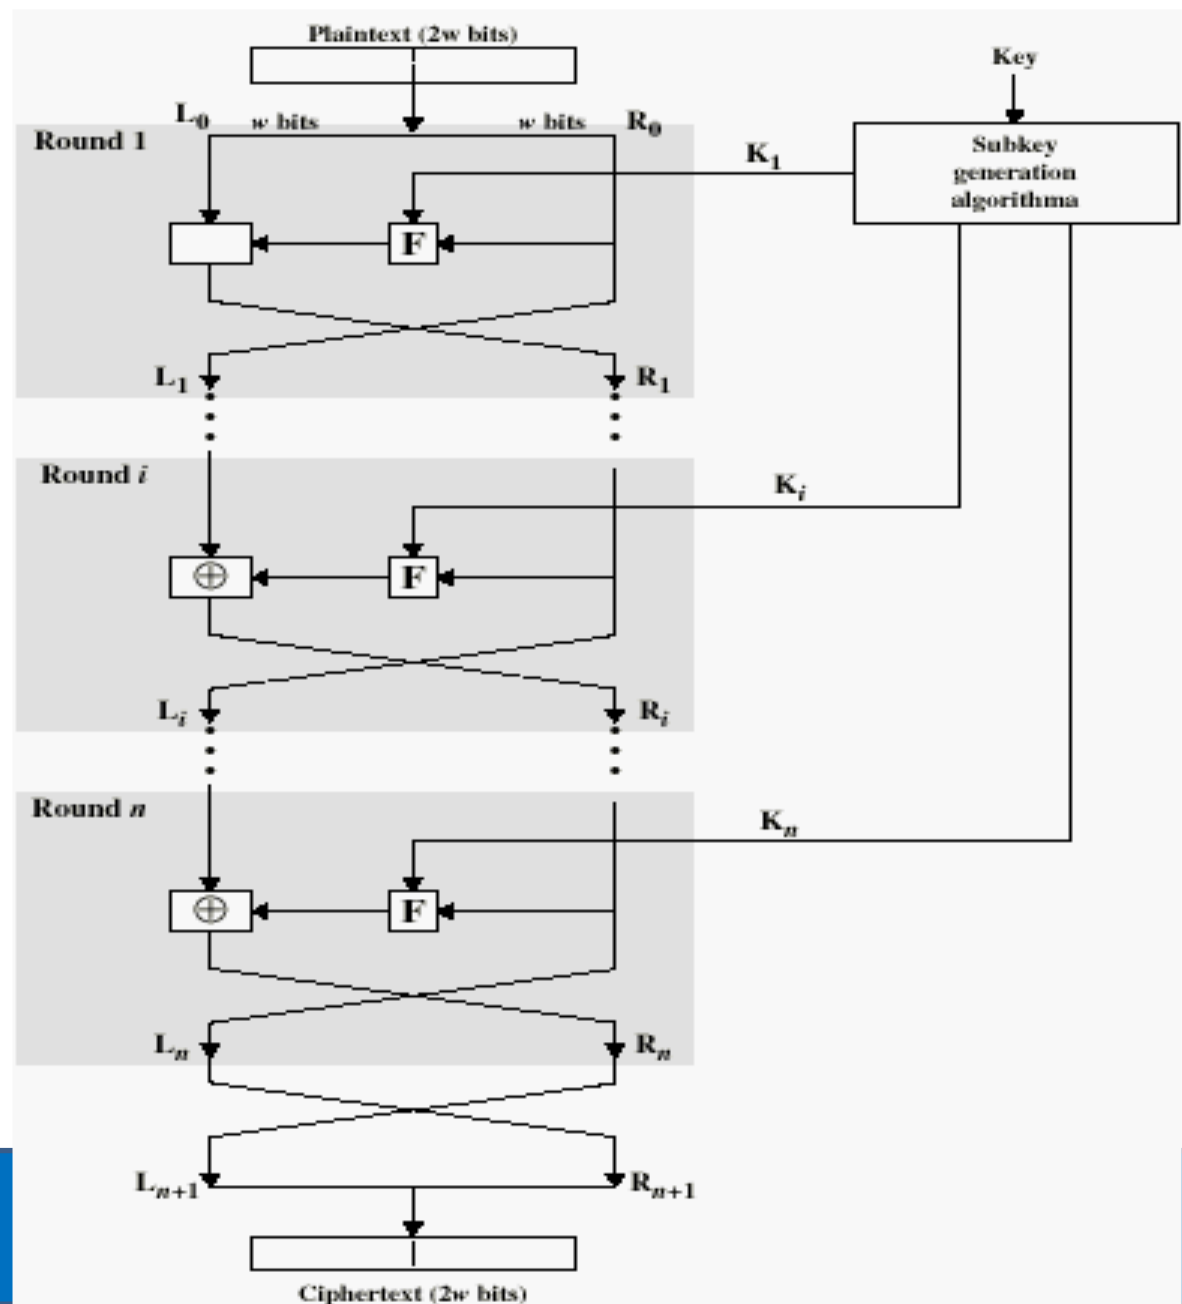 Plaintext (2w bits)
Key
L0 w bits w bits R0
Round 1
K1
Subkey
generation
algorithma
F
L1 R1
Round i
Ki
⊕ F
Li Ri
Round n
Kn
⊕ F
Ln Rn
Ln+1 Rn+1
Ciphertext (2w bits)